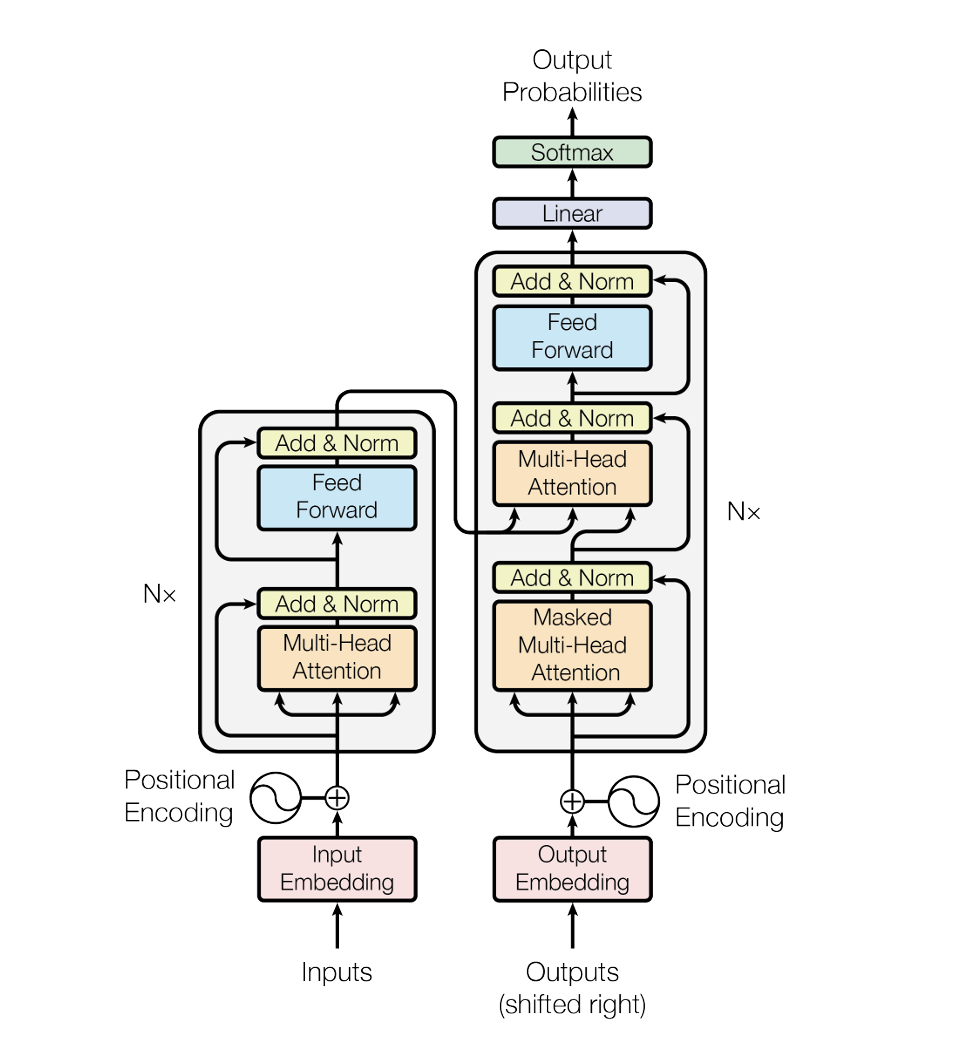 Output
Probabilities
Softmax
Linear
Add & Norm
Feed
Forward
Add & Norm
Multi-Head
Attention
Add & Norm
Masked
Multi-Head
Attention
Nx
Add & Norm
Feed
Forward
Add & Norm
Multi-Head
Attention
Nx
Positional
Encoding
Input
Embedding
Inputs
Positional
Encoding
Output
Embedding
Outputs
(shifted right)